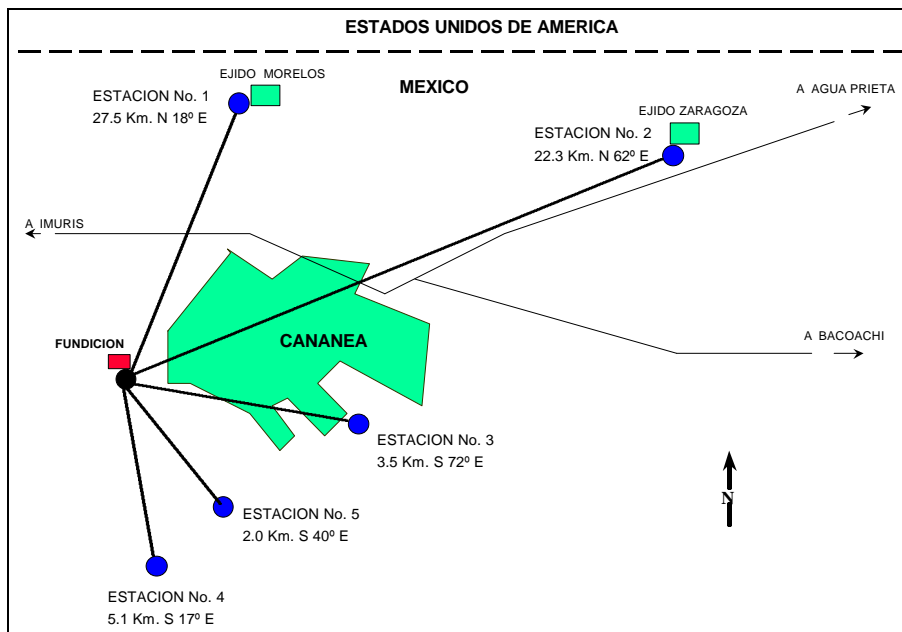 ESTADOS UNIDOS DE AMERICA
EJIDO MORELOS
MEXICO
ESTACION No. 1
27.5 Km. N 18º E
A AGUA PRIETA
EJIDO ZARAGOZA
ESTACION No. 2
22.3 Km. N 62º E
A IMURIS
FUNDICION
CANANEA
A BACOACHI
ESTACION No. 3
3.5 Km. S 72º E
N
ESTACION No. 5
2.0 Km. S 40º E
ESTACION No. 4
5.1 Km. S 17º E